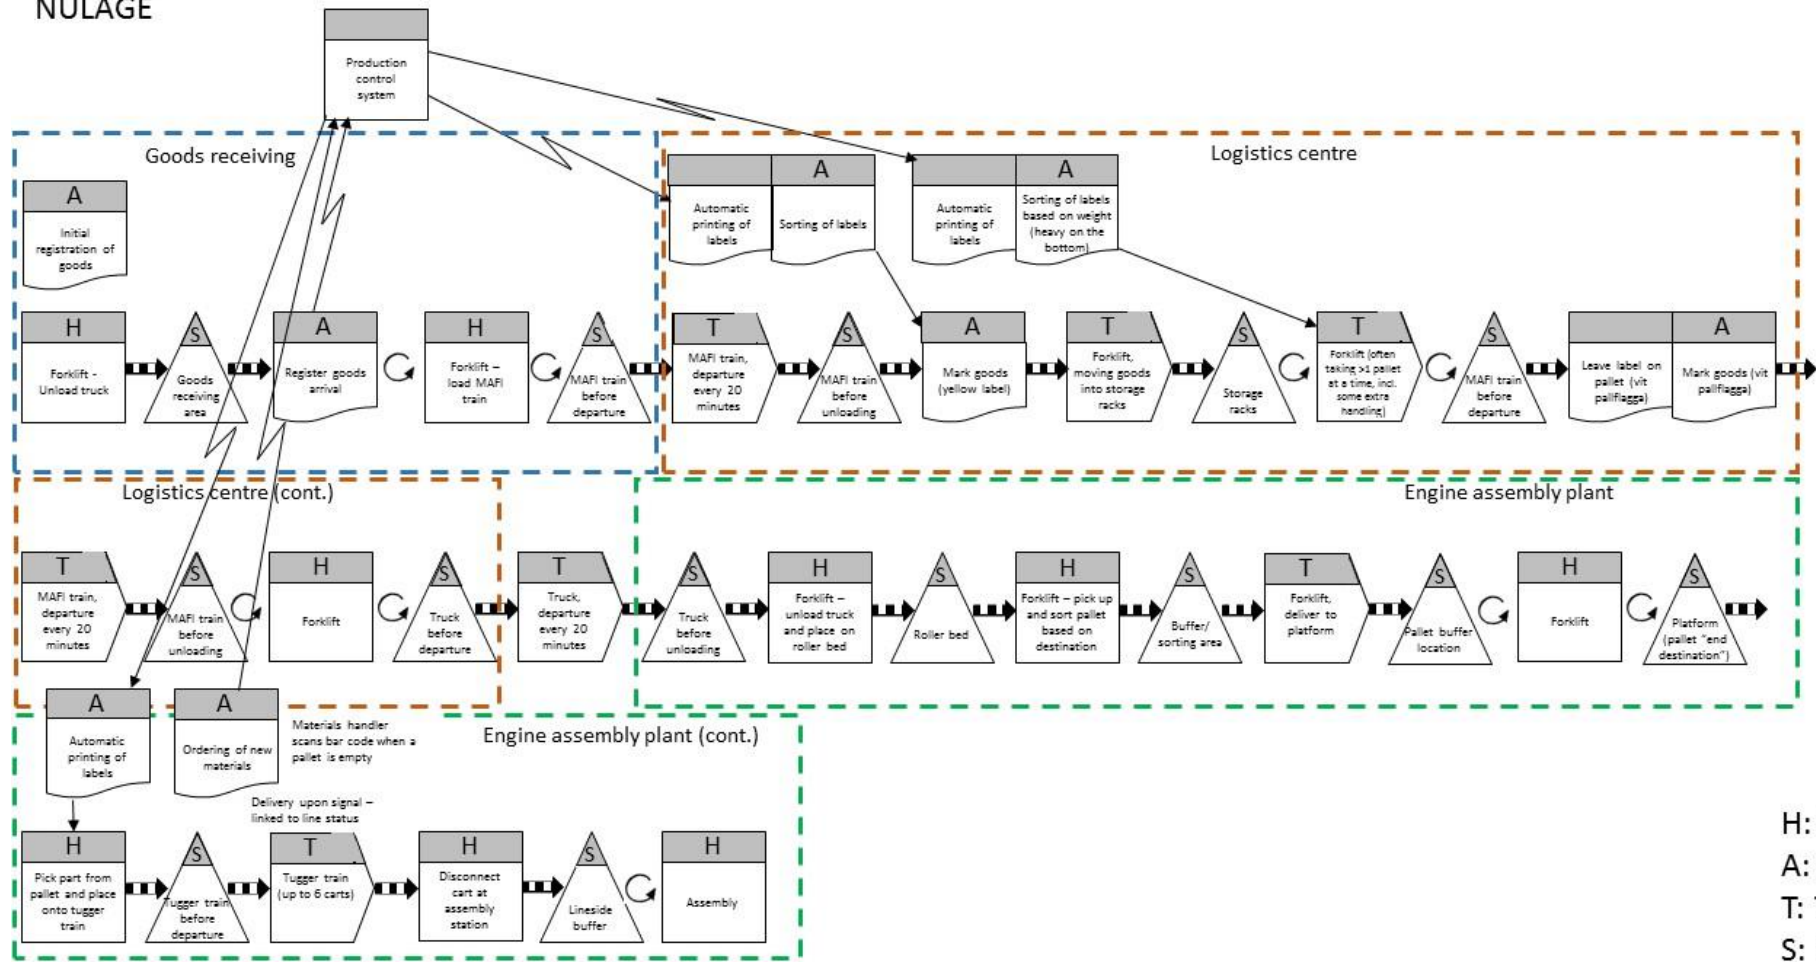 NULÄGE
Production
control
system
Goods receiving
A
Initial
registration of
goods
H
Forklift -
Unload truck
S
Goods
receiving
area
A
Register goods
arrival
H
Forklift –
load MAFI
train
S
MAFI train
before
departure
Logistics centre
Automatic
printing of
labels
A
Sorting of labels
Automatic
printing of
labels
A
Sorting of labels
based on weight
(heavy on the
bottom)
T
MAFI train,
departure
every 20
minutes
S
MAFI train
before
unloading
A
Mark goods
(yellow label)
T
Forklift,
moving goods
into storage
racks
S
Storage
racks
T
Forklift (often
taking >1 pallet
at a time, incl.
some extra
handling)
S
MAFI train
before
departure
Leave label on
pallet (vit
pallflagga)
A
Mark goods (vit
pallflagga)
Logistics centre (cont.)
T
MAFI train,
departure
every 20
minutes
S
MAFI train
before
unloading
H
Forklift
S
Truck
before
departure
T
Truck,
departure
every 20
minutes
Engine assembly plant
S
Truck
before
unloading
H
Forklift –
unload truck
and place on
roller bed
S
Roller bed
H
Forklift – pick up
and sort pallet
based on
destination
S
Buffer/
sorting area
T
Forklift,
deliver to
platform
S
Pallet buffer
location
H
Forklift
S
Platform
(pallet “end
destination”)
A
Automatic
printing of
labels
A
Ordering of new
materials
Materials handler
scans bar code when a
pallet is empty
Engine assembly plant (cont.)
Delivery upon signal –
linked to line status
H
Pick part from
pallet and place
onto tugger
train
S
Tugger train
before
departure
T
Tugger train
(up to 6 carts)
H
Disconnect
cart at
assembly
station
S
Lineside
buffer
H
Assembly
H:
A:
T:
S: